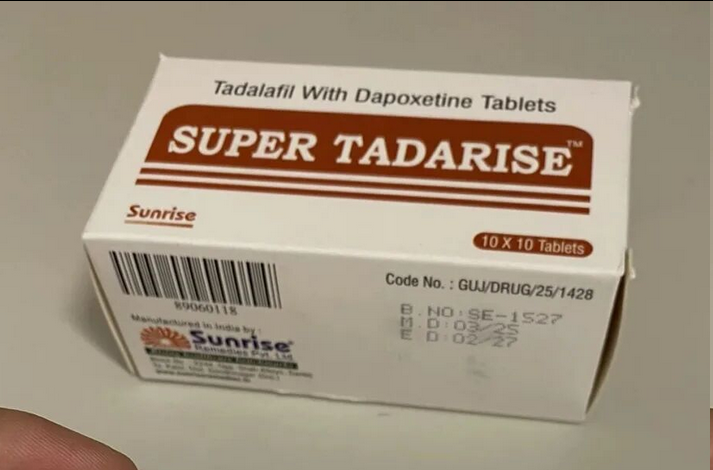 Tadalafil With Dapoxetine Tablets
SUPER TADARISE™
Sunrise
10 X 10 Tablets
Code No. : GUJ/DRUG/25/1428
B.NO:SE-1527
M.D:03/25
E D:02/27
89060118
Manufactured in India by :
Sunrise
Remedies Pvt. Ltd.